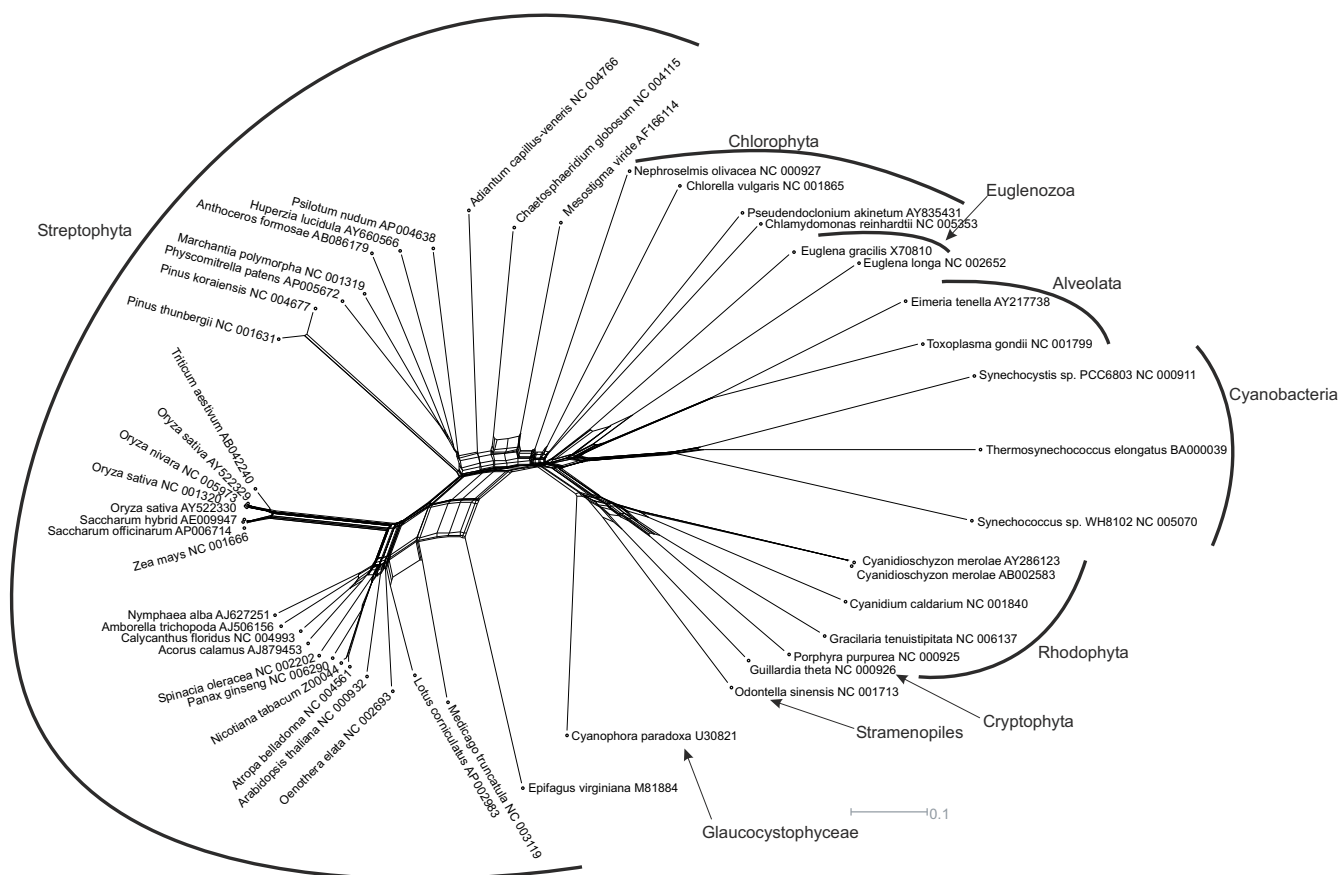 Adiantum capillus-veneris NC 004766
Chaetosphaeridium globosum NC 004115
Mesostigma viride AF166114
Chlorophyta
Nephroselmis olivacea NC 000927
Chlorella vulgaris NC 001865
Euglenozoa
Pseudendoclonium akinetum AY835431
Chlamydomonas reinhardtii NC 005353
Euglena gracilis X70810
Euglena longa NC 002652
Alveolata
Eimeria tenella AY217738
Toxoplasma gondii NC 001799
Synechocystis sp. PCC6803 NC 000911
Cyanobacteria
Thermosynechococcus elongatus BA000039
Synechococcus sp. WH8102 NC 005070
Cyanidioschyzon merolae AY286123
Cyanidioschyzon merolae AB002583
Cyanidium caldarium NC 001840
Gracilaria tenuistipitata NC 006137
Rhodophyta
Porphyra purpurea NC 000925
Guillardia theta NC 000926
Odontella sinensis NC 001713
Cryptophyta
Stramenopiles
Cyanophora paradoxa U30821
Glaucocystophyceae
0.1
Epifagus virginiana M81884
Streptophyta
Psilotum nudum AP004638
Huperzia lucidula AY660566
Anthoceros formosae AB086179
Marchantia polymorpha NC 001319
Physcomitrella patens AP005672
Pinus koraiensis NC 004677
Pinus thunbergii NC 001631
Triticum aestivum AB042240
Oryza sativa AY522329
Oryza nivara NC 005973
Oryza sativa NC 001320
Oryza sativa AY522330
Saccharum hybrid AE009947
Saccharum officinarum AP006714
Zea mays NC 001666
Nymphaea alba AJ627251
Amborella trichopoda AJ506156
Calycanthus floridus NC 004993
Acorus calamus AJ879453
Spinacia oleracea NC 002202
Panax ginseng NC 006290
Nicotiana tabacum Z00044
Atropa belladonna NC 004561
Arabidopsis thaliana NC 000932
Oenothera elata NC 002693
Lotus corniculatus AP002983
Medicago truncatula NC 003119